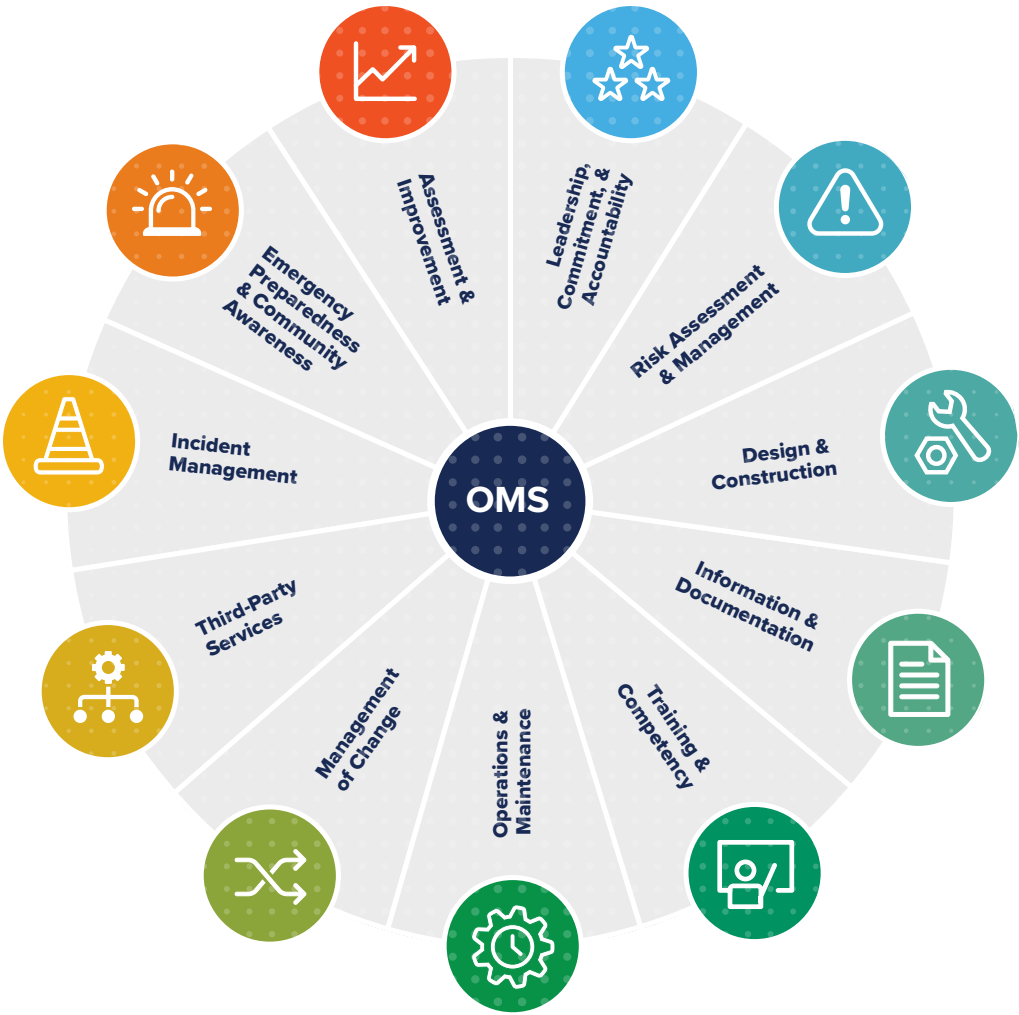 Leadership,
Commitment, &
Accountability
Risk Assessment
& Management
Design &
Construction
Information &
Documentation
Training &
Competency
Operations &
Maintenance
Management
of Change
Third-Party
Services
Incident
Management
Emergency
Preparedness
& Community
Awareness
Assessment &
Improvement
OMS